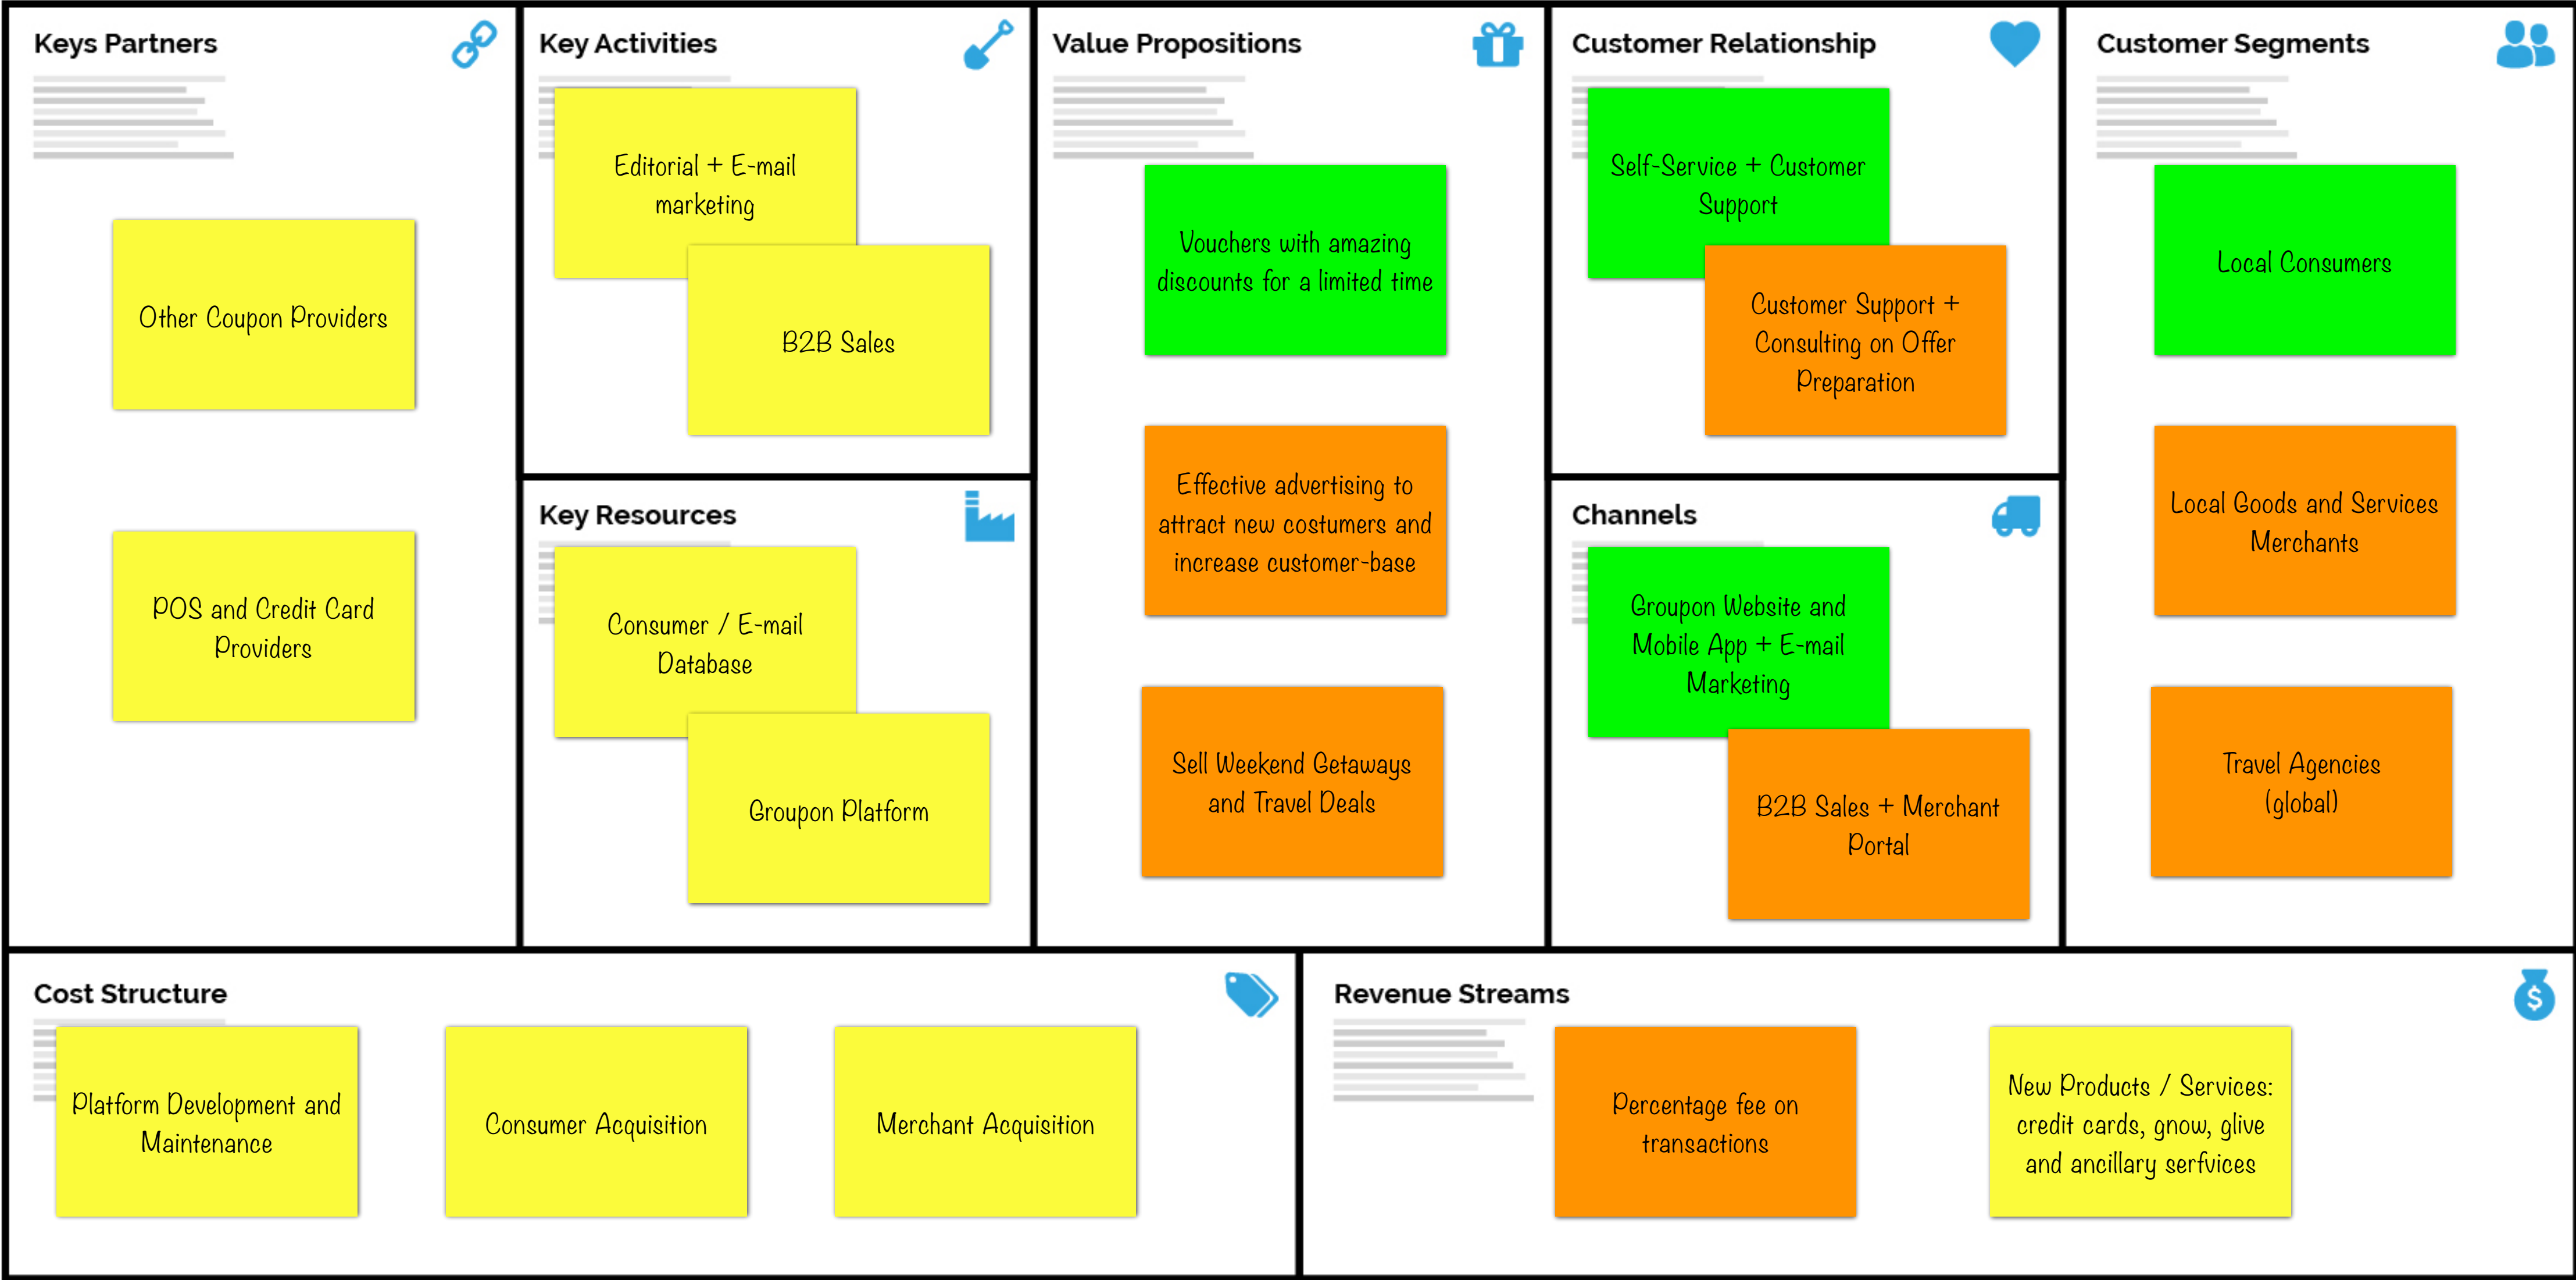 Keys Partners
Other Coupon Providers
POS and Credit Card
Providers
Key Activities
Editorial + E-mail
marketing
B2B Sales
Key Resources
Consumer / E-mail
Database
Groupon Platform
Value Propositions
Vouchers with amazing
discounts for a limited time
Effective advertising to
attract new costumers and
increase customer-base
Sell Weekend Getaways
and Travel Deals
Customer Relationship
Self-Service + Customer
Support
Customer Support +
Consulting on Offer
Preparation
Channels
Groupon Website and
Mobile App + E-mail
Marketing
B2B Sales + Merchant
Portal
Customer Segments
Local Consumers
Local Goods and Services
Merchants
Travel Agencies
(global)
Cost Structure
Platform Development and
Maintenance
Consumer Acquisition
Merchant Acquisition
Revenue Streams
$
Percentage fee on
transactions
New Products / Services:
credit cards, gnow, glive
and ancillary serfvices